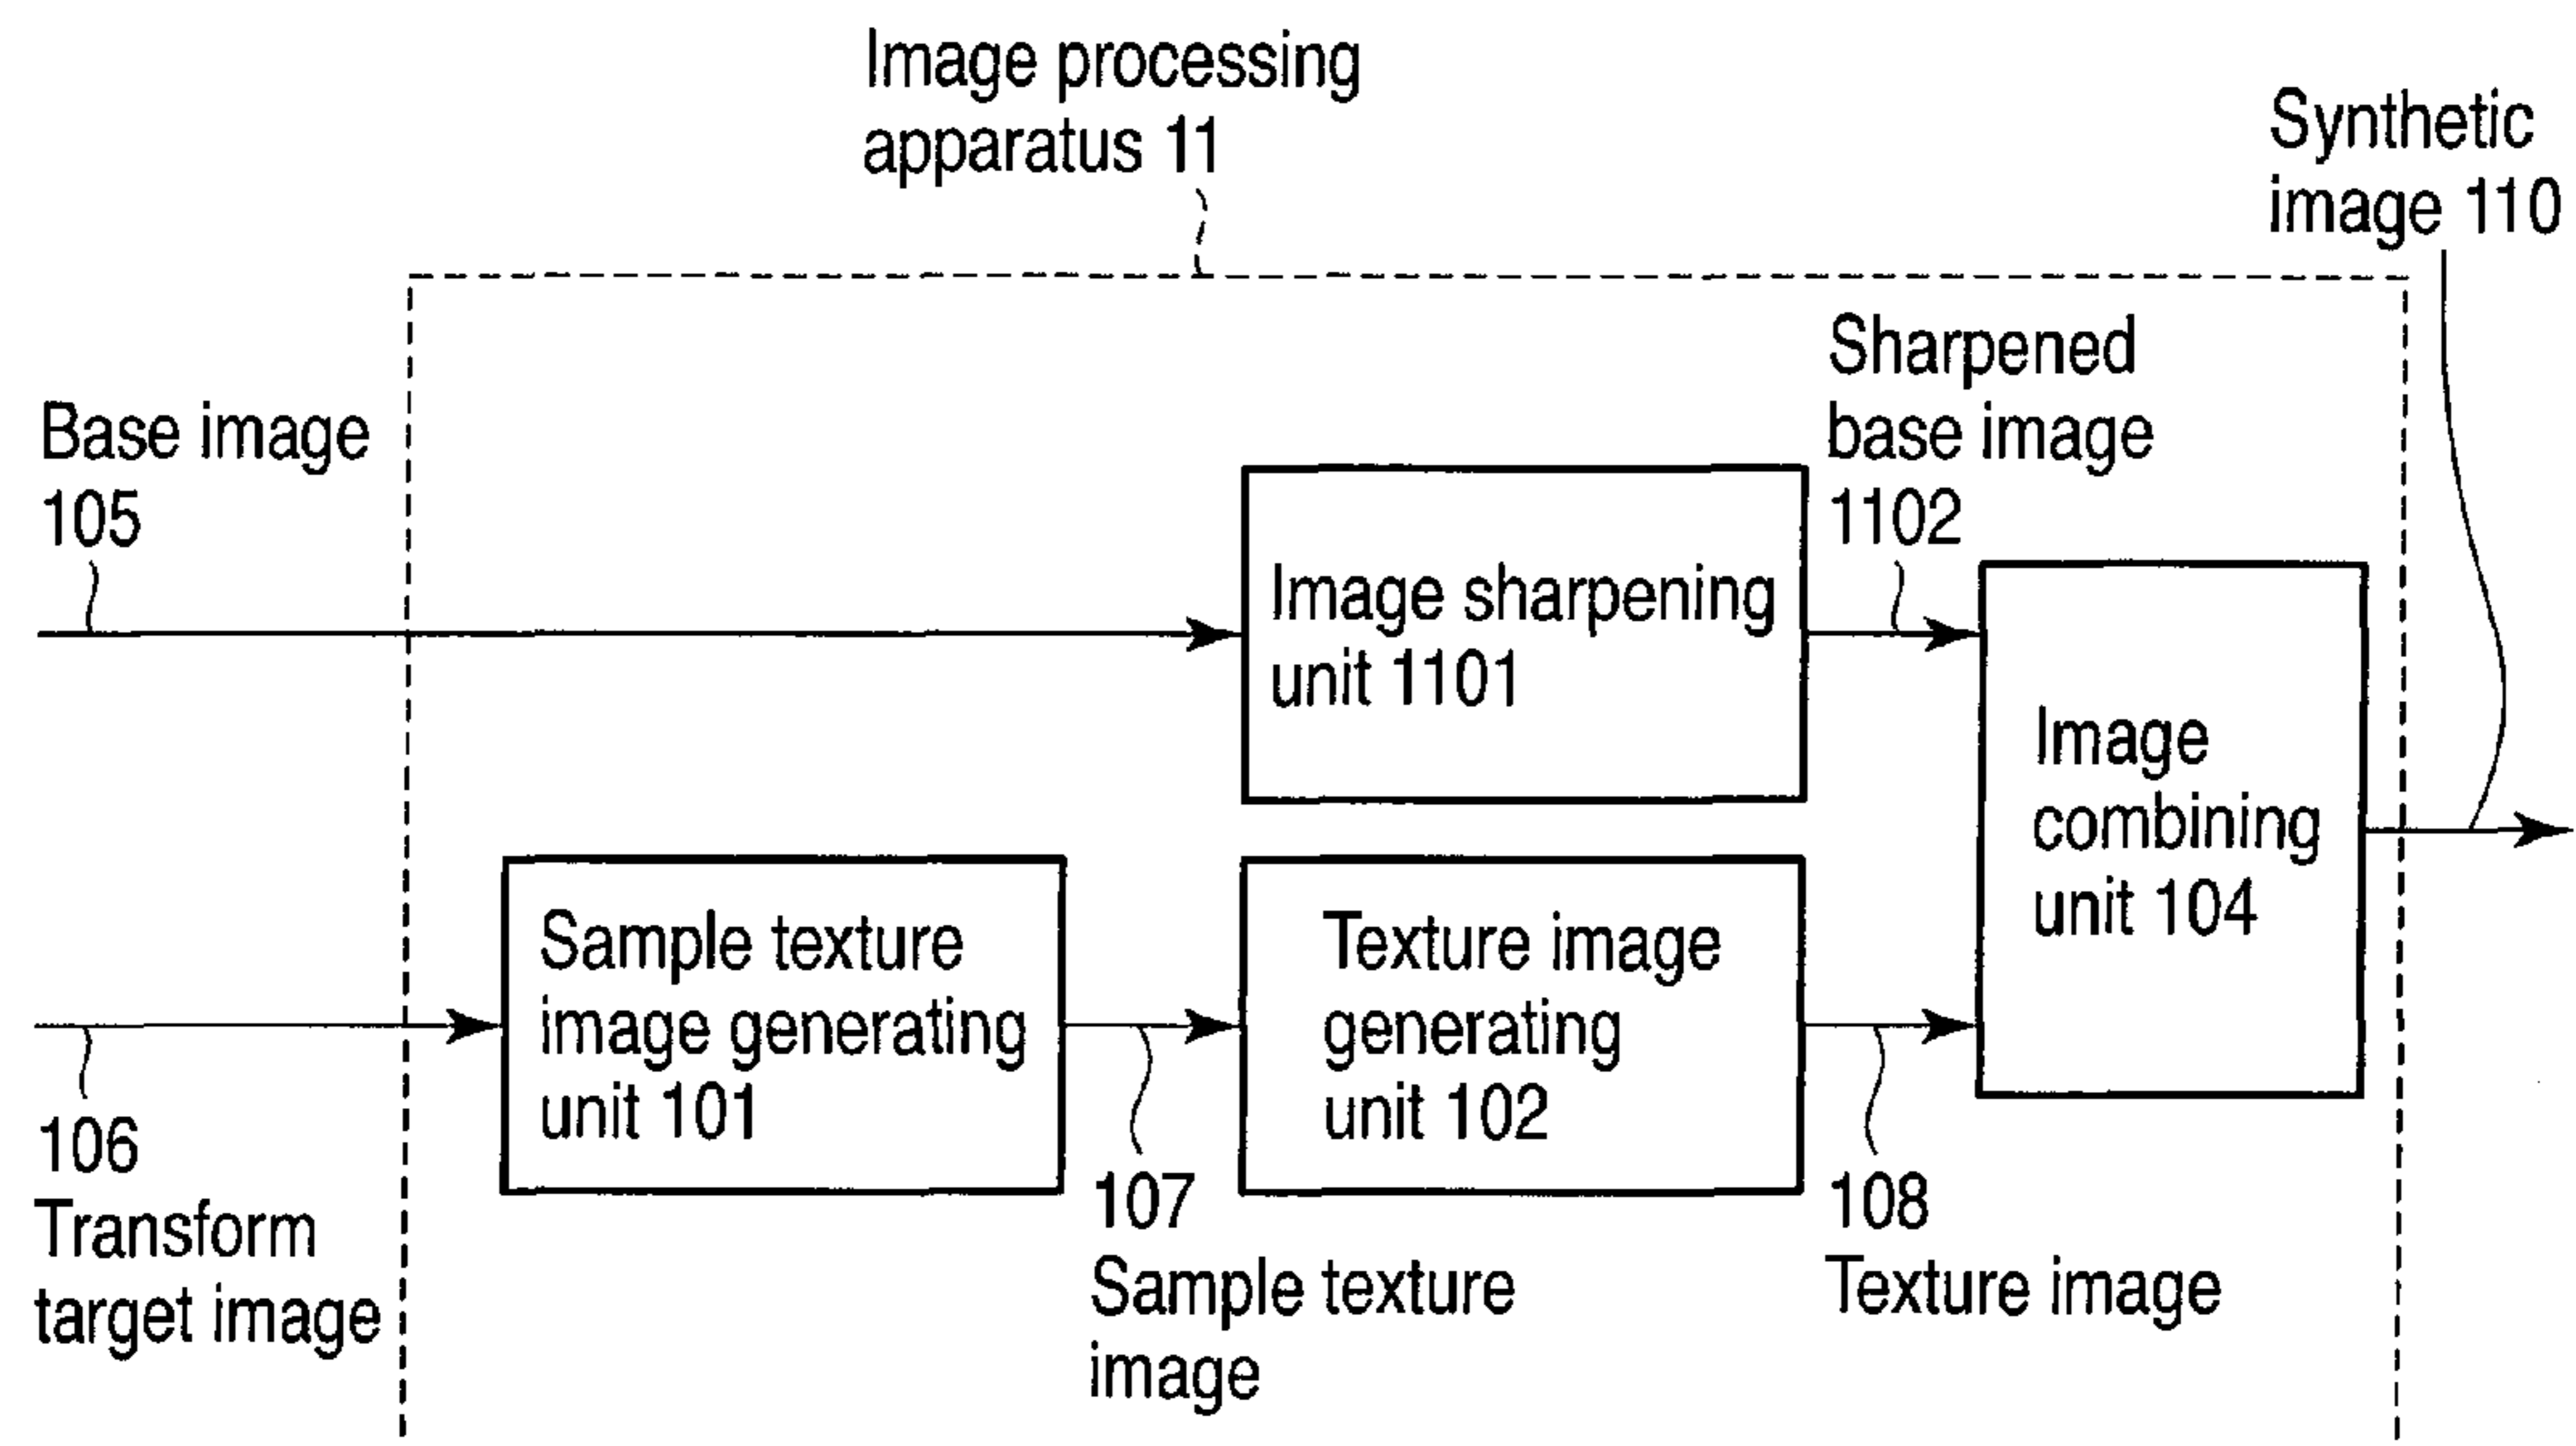 Image processing
apparatus 11
Synthetic
image 110
Sharpened
base image
1102
Base image
105
Image sharpening
unit 1101
Image
combining
unit 104
Sample texture
image generating
unit 101
Texture image
generating
unit 102
106
Transform
target image
107
Sample texture
image
108
Texture image